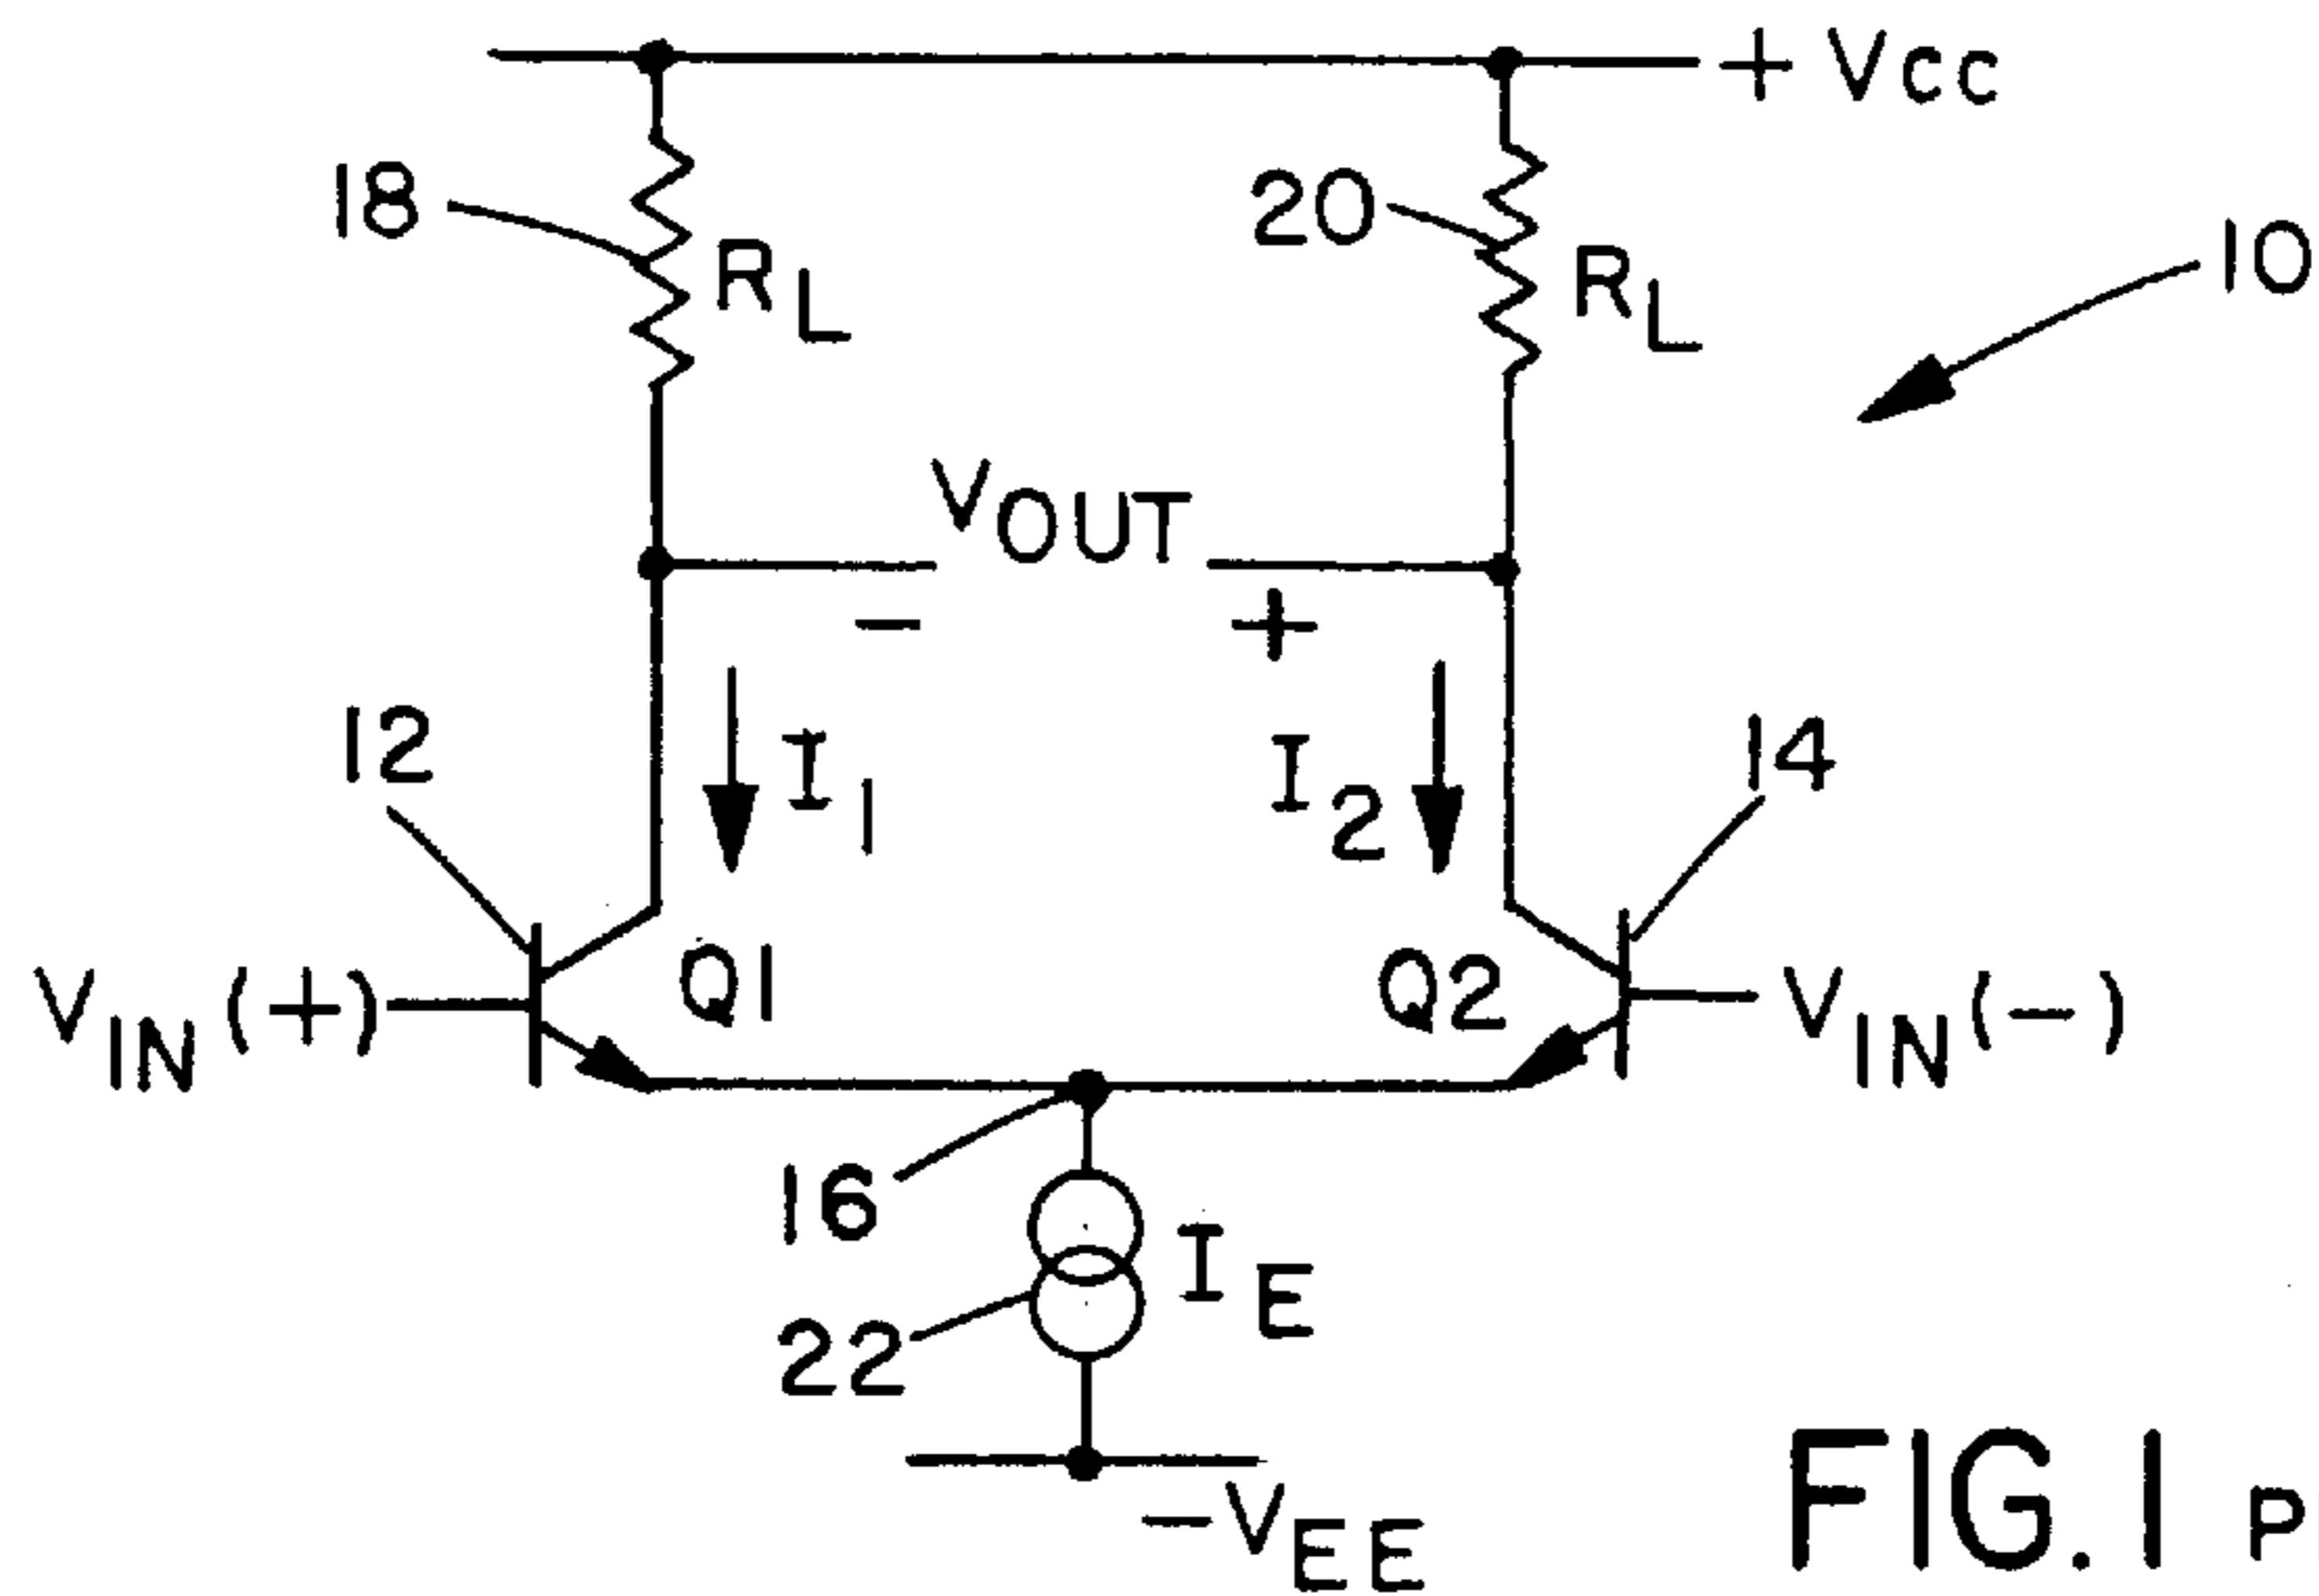 + Vcc
18
RL
20
RL
10
VOUT
- +
12
I1
I2
14
VIN (+)
Q1
Q2
VIN (-)
16
IE
22
-VEE
FIG. 1